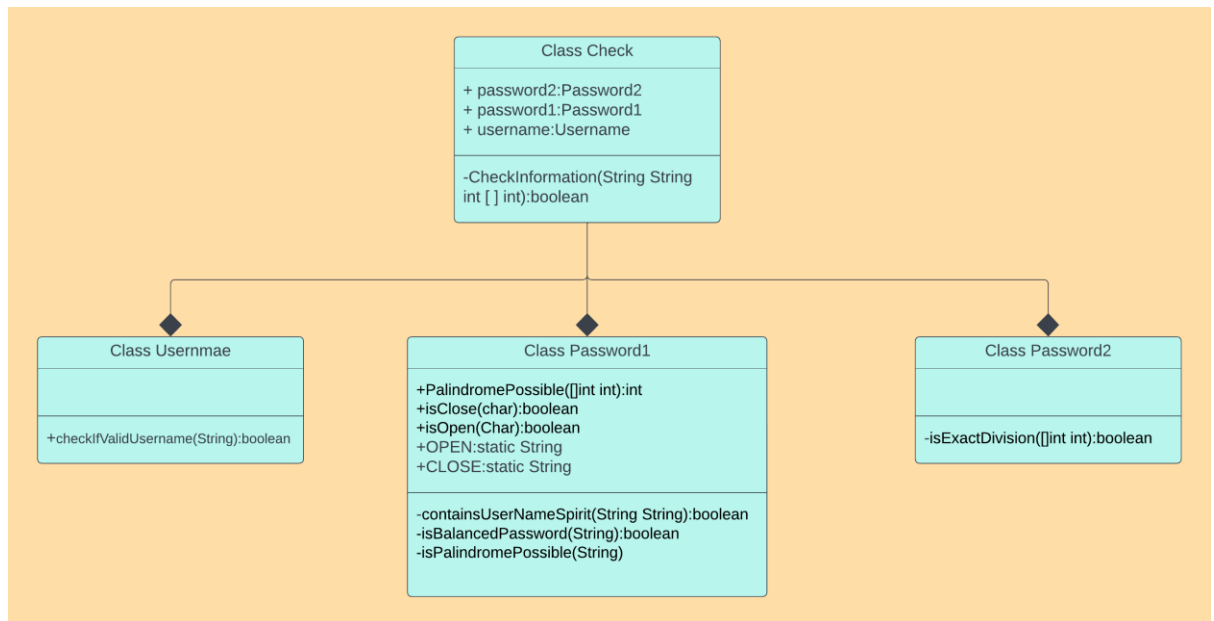 Class Check
+ password2:Password2
+ password1:Password1
+ username:Username
-CheckInformation(String String
int [ ] int):boolean
Class Usernmae
+checkIfValidUsername(String):boolean
Class Password1
+PalindromePossible([]int int):int
+isClose(char):boolean
+isOpen(Char):boolean
+OPEN:static String
+CLOSE:static String
-containsUserNameSpirit(String String):boolean
-isBalancedPassword(String):boolean
-isPalindromePossible(String)
Class Password2
-isExactDivision([]int int):boolean